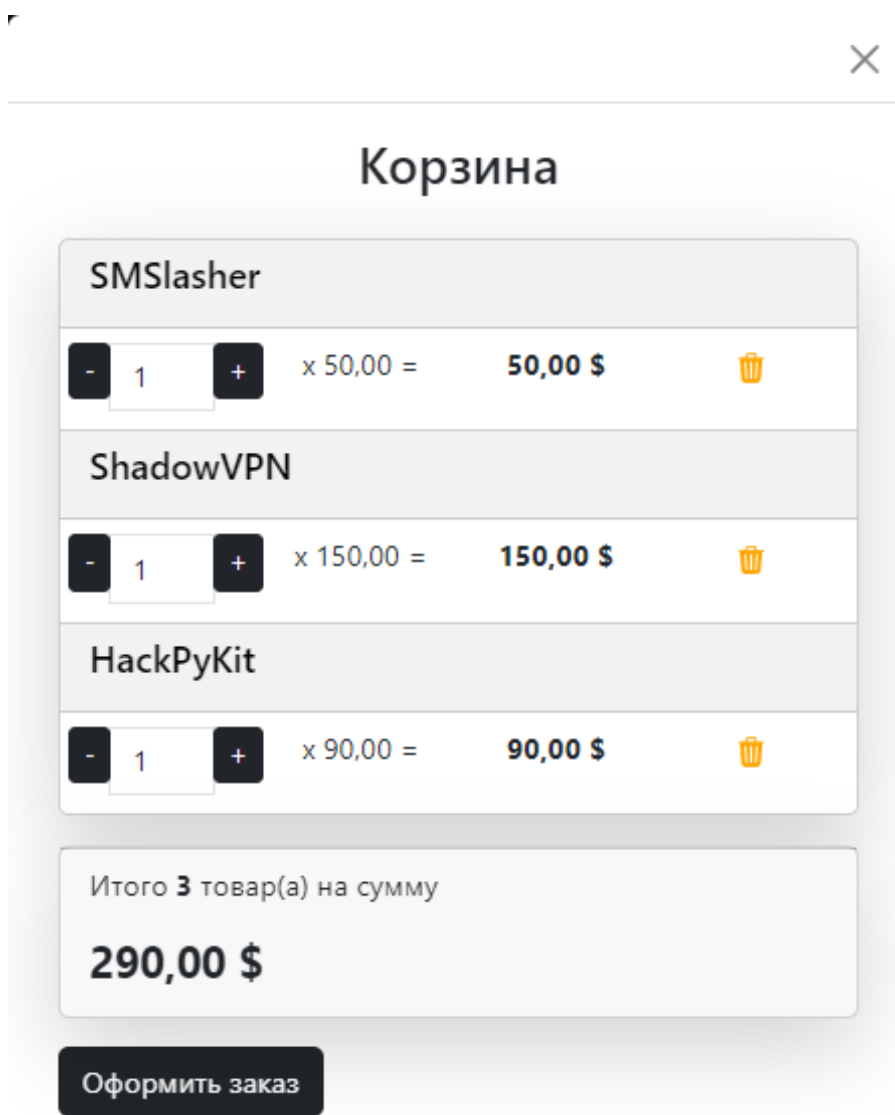 Корзина
SMSlasher
- 1 + x 50,00 = 50,00 $
ShadowVPN
- 1 + x 150,00 = 150,00 $
HackPyKit
- 1 + x 90,00 = 90,00 $
Итого 3 товар(а) на сумму
290,00 $
Оформить заказ